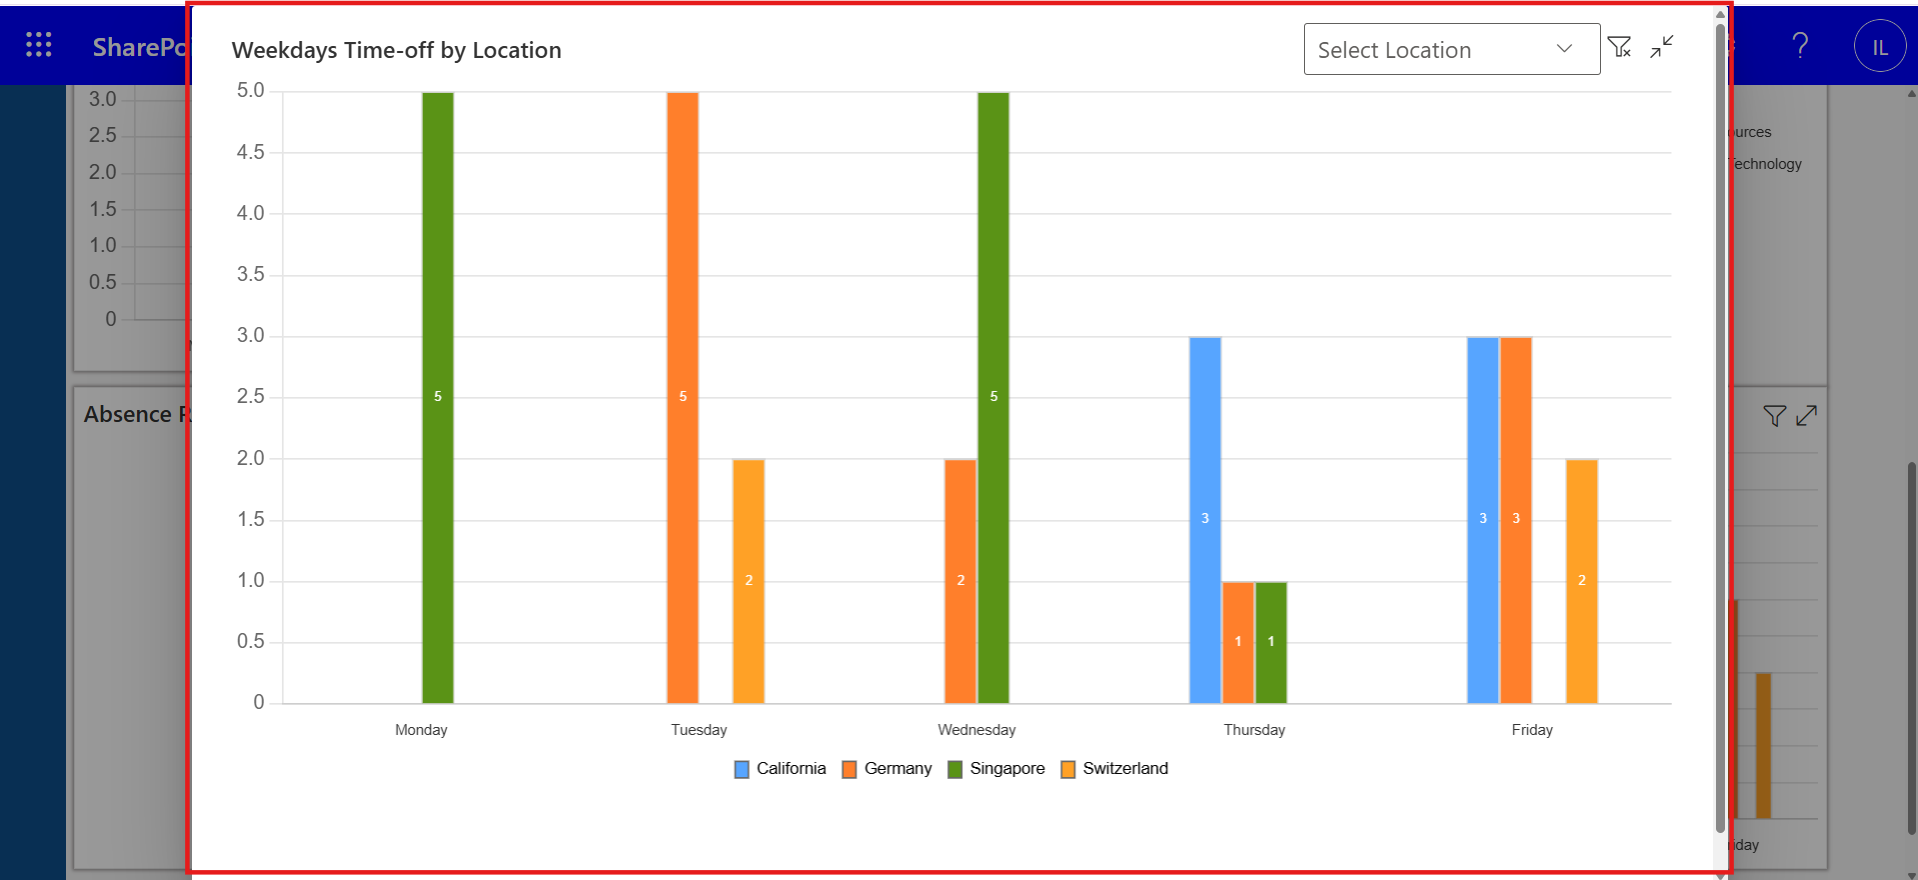 SharePo
Weekdays Time-off by Location
Select Location
?
IL
3.0
2.5
2.0
1.5
1.0
0.5
0
Absence R
5.0
4.5
4.0
3.5
3.0
2.5
2.0
1.5
1.0
0.5
0
5
5
2
2
5
3
1
1
3
3
2
Monday
Tuesday
Wednesday
Thursday
Friday
California
Germany
Singapore
Switzerland
urces
Technology
iday